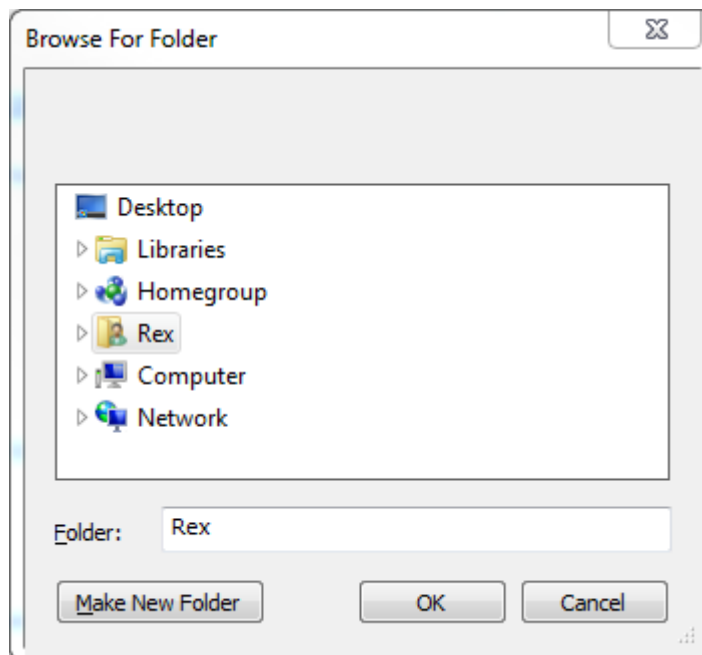 Browse For Folder
Desktop
Libraries
Homegroup
Rex
Computer
Network
Folder: Rex
Make New Folder OK Cancel